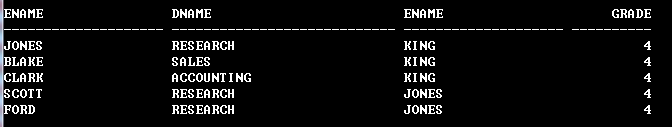 ENAME DNAME ENAME GRADE
JONES RESEARCH KING 4
BLAKE SALES KING 4
CLARK ACCOUNTING KING 4
SCOTT RESEARCH JONES 4
FORD RESEARCH JONES 4